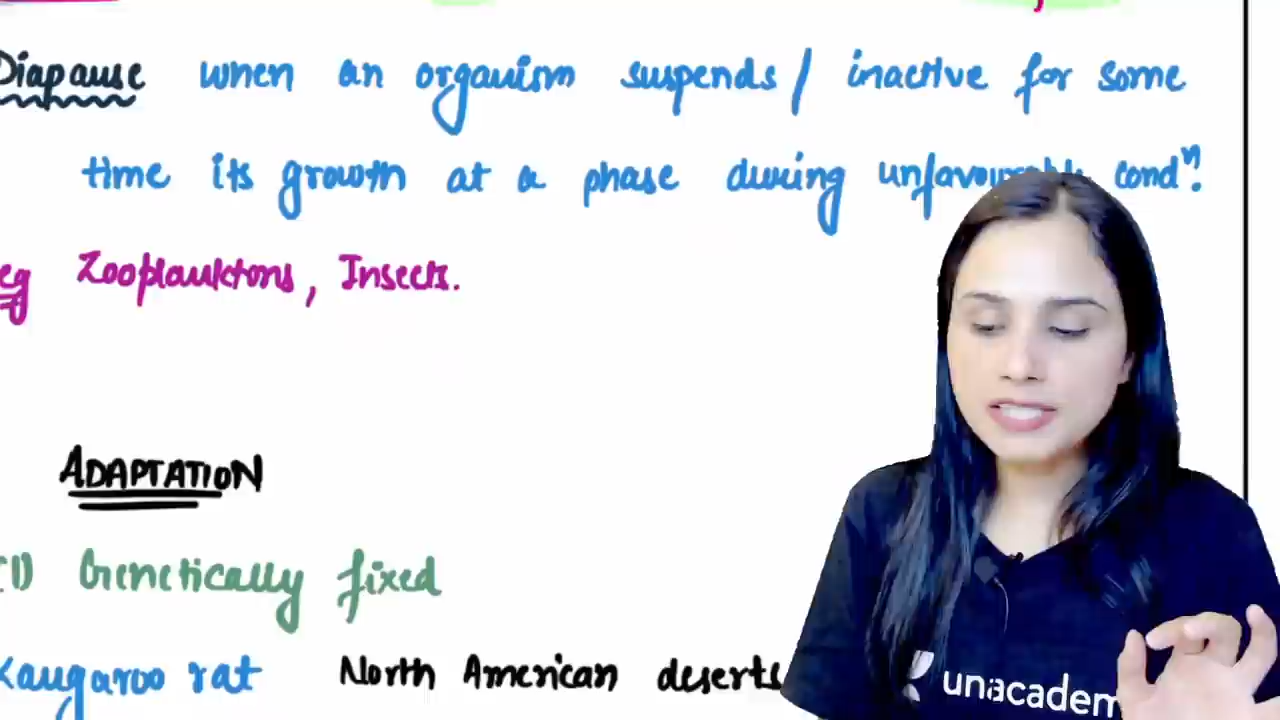 Diapause when an organism suspends / inactive for some
time its growth at a phase during unfavourable condⁿ.
eg Zooplanktons, Insects.
ADAPTATION
(1) Genetically fixed
Kangaroo rat North American deserts
unacadem